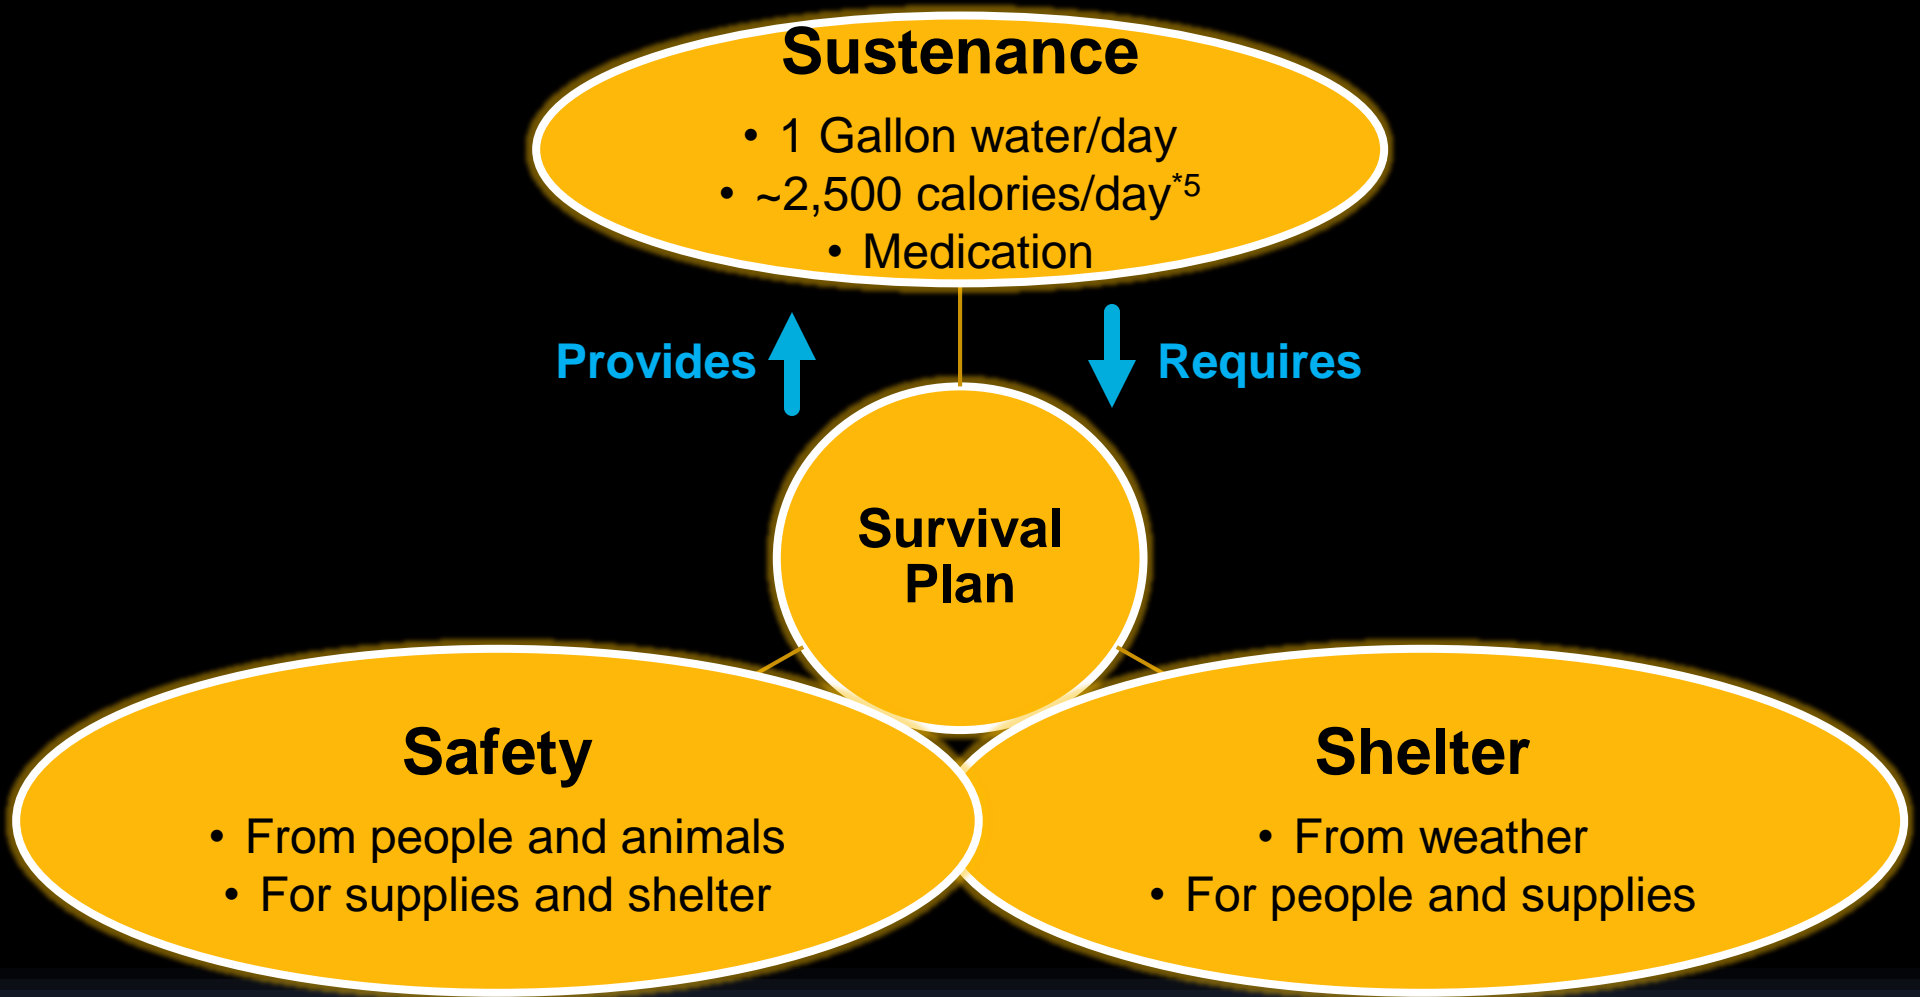 Sustenance
• 1 Gallon water/day
• ~2,500 calories/day*5
• Medication
Provides
Requires
Survival
Plan
Safety
• From people and animals
• For supplies and shelter
Shelter
• From weather
• For people and supplies